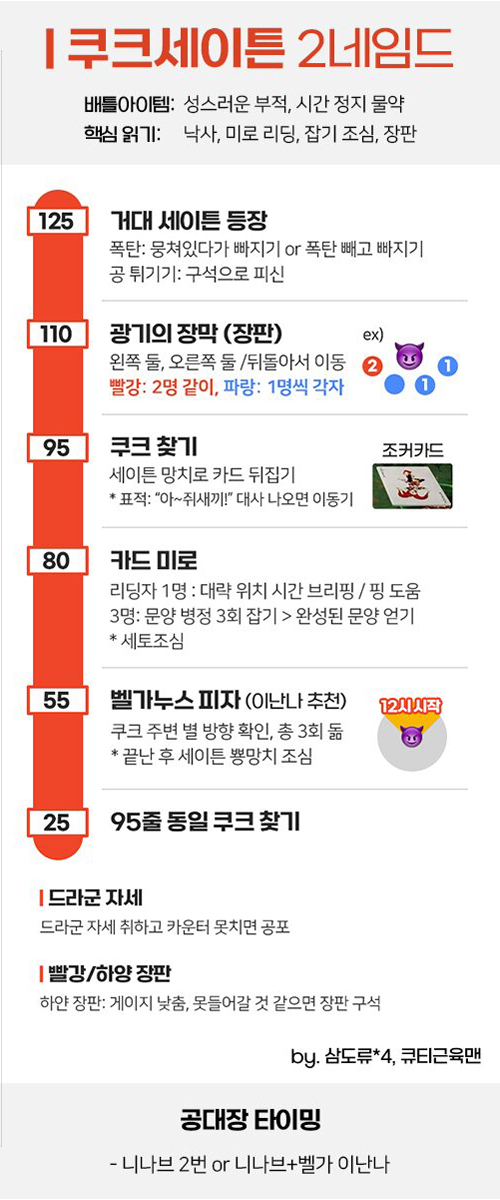 쿠크세이튼 2네임드
배틀아이템: 성스러운 부적, 시간 정지 물약
핵심 읽기: 낙사, 미로 리딩, 잡기 조심, 장판
125
거대 세이튼 등장
폭탄: 뭉쳐있다가 빠지기 or 폭탄 빼고 빠지기
공 튀기기: 구석으로 피신
110
광기의 장막 (장판)
왼쪽 둘, 오른쪽 둘 /뒤돌아서 이동
빨강: 2명 같이, 파랑: 1명씩 각자
ex)
2
1
1
95
쿠크 찾기
세이튼 망치로 카드 뒤집기
* 표적: “아~쥐새끼!” 대사 나오면 이동기
조커카드
80
카드 미로
리딩자 1명 : 대략 위치 시간 브리핑 / 핑 도움
3명: 문양 병정 3회 잡기 > 완성된 문양 얻기
* 세토조심
55
벨가누스 피자 (이난나 추천)
쿠크 주변 별 방향 확인, 총 3회 돎
* 끝난 후 세이튼 뿅망치 조심
12시 시작
25
95줄 동일 쿠크 찾기
드라군 자세
드라군 자세 취하고 카운터 못치면 공포
빨강/하양 장판
하얀 장판: 게이지 낮춤, 못들어갈 것 같으면 장판 구석
by. 삼도류*4, 큐티근육맨
공대장 타이밍
- 니나브 2번 or 니나브+벨가 이난나